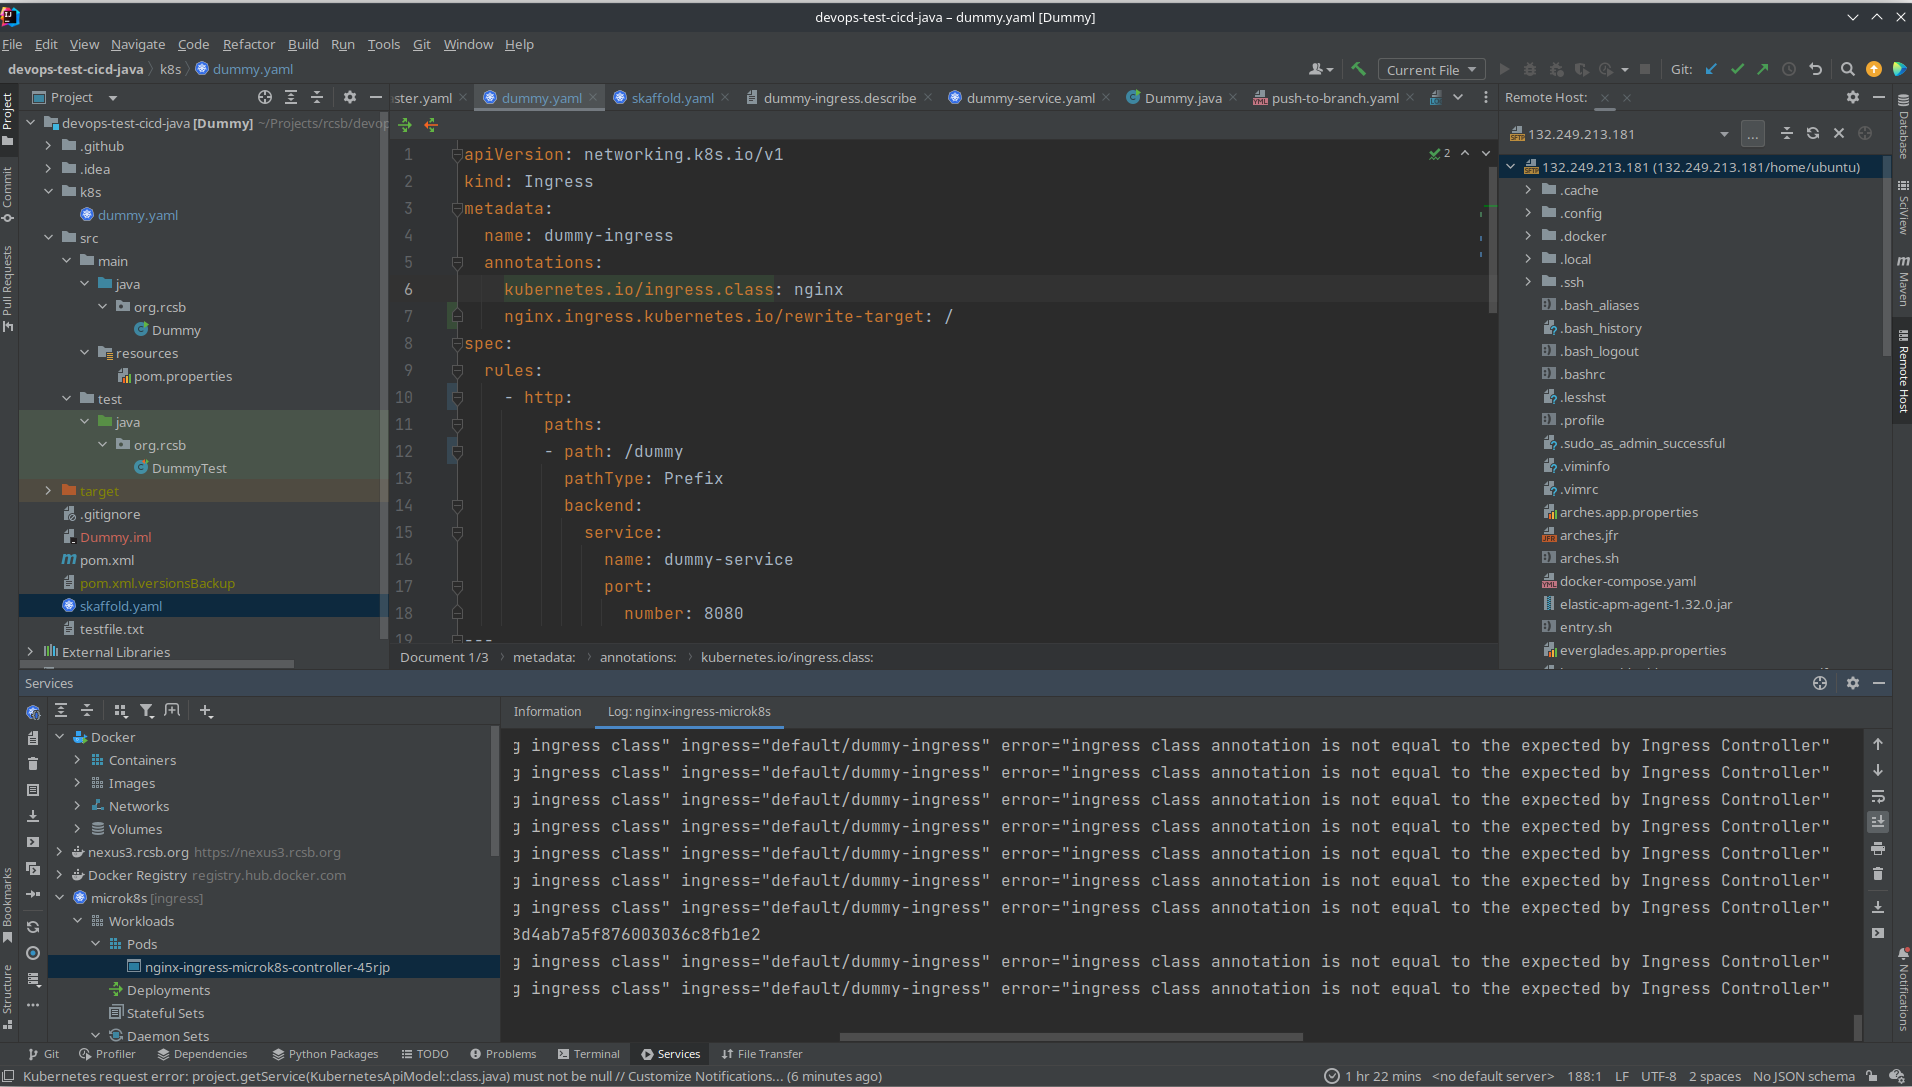 devops-test-cicd-java – dummy.yaml [Dummy]
File Edit View Navigate Code Refactor Build Run Tools Git Window Help
devops-test-cicd-java k8s dummy.yaml
Current File Git:
Project
ster.yaml dummy.yaml skaffold.yaml dummy-ingress.describe dummy-service.yaml Dummy.java push-to-branch.yaml
Remote Host:
Project
Commit
Pull Requests
Bookmarks
Structure
devops-test-cicd-java [Dummy] ~/Projects/rcsb/devop
.github
.idea
k8s
dummy.yaml
src
main
java
org.rcsb
Dummy
resources
pom.properties
test
java
org.rcsb
DummyTest
target
.gitignore
Dummy.iml
pom.xml
pom.xml.versionsBackup
skaffold.yaml
testfile.txt
External Libraries
2
1 apiVersion: networking.k8s.io/v1
2 kind: Ingress
3 metadata:
4 name: dummy-ingress
5 annotations:
6 kubernetes.io/ingress.class: nginx
7 nginx.ingress.kubernetes.io/rewrite-target: /
8 spec:
9 rules:
10 - http:
11 paths:
12 - path: /dummy
13 pathType: Prefix
14 backend:
15 service:
16 name: dummy-service
17 port:
18 number: 8080
19 ---
Document 1/3 metadata: annotations: kubernetes.io/ingress.class:
132.249.213.181
...
132.249.213.181 (132.249.213.181/home/ubuntu)
.cache
.config
.docker
.local
.ssh
.bash_aliases
.bash_history
.bash_logout
.bashrc
.lesshst
.profile
.sudo_as_admin_successful
.viminfo
.vimrc
arches.app.properties
arches.jfr
arches.sh
docker-compose.yaml
elastic-apm-agent-1.32.0.jar
entry.sh
everglades.app.properties
Database
SciView
Maven
Remote Host
Notifications
Services
Docker
Containers
Images
Networks
Volumes
nexus3.rcsb.org https://nexus3.rcsb.org
Docker Registry registry.hub.docker.com
microk8s [ingress]
Workloads
Pods
nginx-ingress-microk8s-controller-45rjp
Deployments
Stateful Sets
Daemon Sets
Information Log: nginx-ingress-microk8s
g ingress class" ingress="default/dummy-ingress" error="ingress class annotation is not equal to the expected by Ingress Controller"
g ingress class" ingress="default/dummy-ingress" error="ingress class annotation is not equal to the expected by Ingress Controller"
g ingress class" ingress="default/dummy-ingress" error="ingress class annotation is not equal to the expected by Ingress Controller"
g ingress class" ingress="default/dummy-ingress" error="ingress class annotation is not equal to the expected by Ingress Controller"
g ingress class" ingress="default/dummy-ingress" error="ingress class annotation is not equal to the expected by Ingress Controller"
g ingress class" ingress="default/dummy-ingress" error="ingress class annotation is not equal to the expected by Ingress Controller"
g ingress class" ingress="default/dummy-ingress" error="ingress class annotation is not equal to the expected by Ingress Controller"
8d4ab7a5f876003036c8fb1e2
g ingress class" ingress="default/dummy-ingress" error="ingress class annotation is not equal to the expected by Ingress Controller"
g ingress class" ingress="default/dummy-ingress" error="ingress class annotation is not equal to the expected by Ingress Controller"
Git Profiler Dependencies Python Packages TODO Problems Terminal Services File Transfer
Kubernetes request error: project.getService(KubernetesApiModel::class.java) must not be null // Customize Notifications... (6 minutes ago)
1 hr 22 mins <no default server> 188:1 LF UTF-8 2 spaces No JSON schema